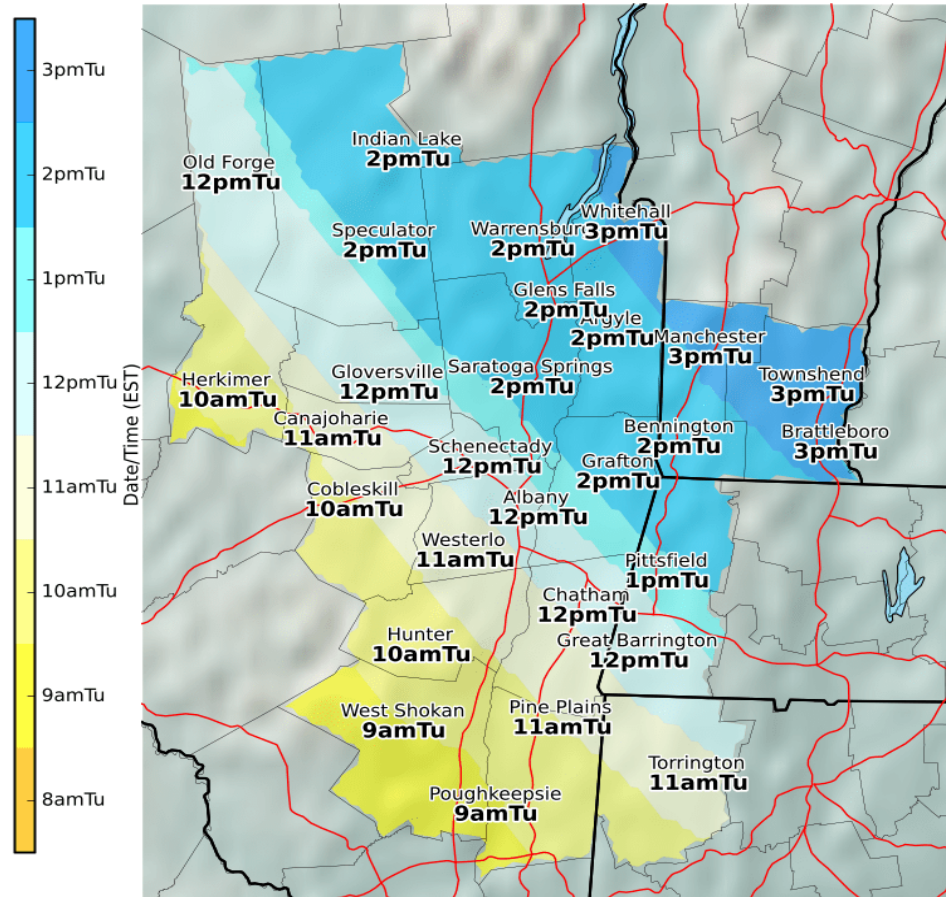 3pmTu
2pmTu
1pmTu
12pmTu
11amTu
10amTu
9amTu
8amTu
Date/Time (EST)
Indian Lake
2pmTu
Old Forge
12pmTu
Whitehall
3pmTu
Speculator
2pmTu
Warrensburg
2pmTu
Glens Falls
2pmTu
Argyle
2pmTu
Manchester
3pmTu
Saratoga Springs
2pmTu
Gloversville
12pmTu
Townshend
3pmTu
Herkimer
10amTu
Canajoharie
11amTu
Bennington
2pmTu
Brattleboro
3pmTu
Schenectady
12pmTu
Grafton
2pmTu
Cobleskill
10amTu
Albany
12pmTu
Westerlo
11amTu
Pittsfield
1pmTu
Chatham
12pmTu
Hunter
10amTu
Great Barrington
12pmTu
West Shokan
9amTu
Pine Plains
11amTu
Torrington
11amTu
Poughkeepsie
9amTu